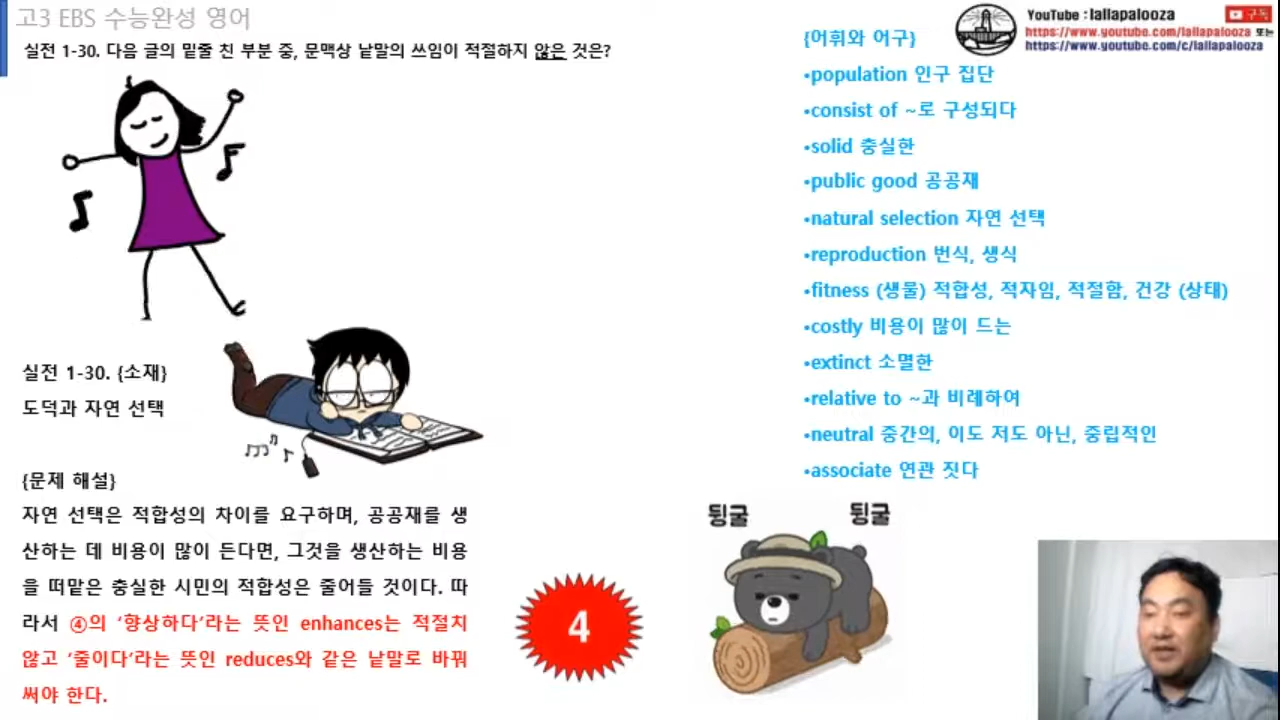 고3 EBS 수능완성 영어
실전 1-30. 다음 글의 밑줄 친 부분 중, 문맥상 낱말의 쓰임이 적절하지 않은 것은?
실전 1-30. {소재}
도덕과 자연 선택
{문제 해설}
자연 선택은 적합성의 차이를 요구하며, 공공재를 생
산하는 데 비용이 많이 든다면, 그것을 생산하는 비용
을 떠맡은 충실한 시민의 적합성은 줄어들 것이다. 따
라서 ④의 ‘향상하다’라는 뜻인 enhances는 적절치
않고 ‘줄이다’라는 뜻인 reduces와 같은 낱말로 바꿔
써야 한다.
4
{어휘와 어구}
•population 인구 집단
•consist of ~로 구성되다
•solid 충실한
•public good 공공재
•natural selection 자연 선택
•reproduction 번식, 생식
•fitness (생물) 적합성, 적자임, 적절함, 건강 (상태)
•costly 비용이 많이 드는
•extinct 소멸한
•relative to ~과 비례하여
•neutral 중간의, 이도 저도 아닌, 중립적인
•associate 연관 짓다
YouTube : lallapalooza
구독
https://www.youtube.com/lallapalooza 또는
https://www.youtube.com/c/lallapalooza
뒹굴
뒹굴